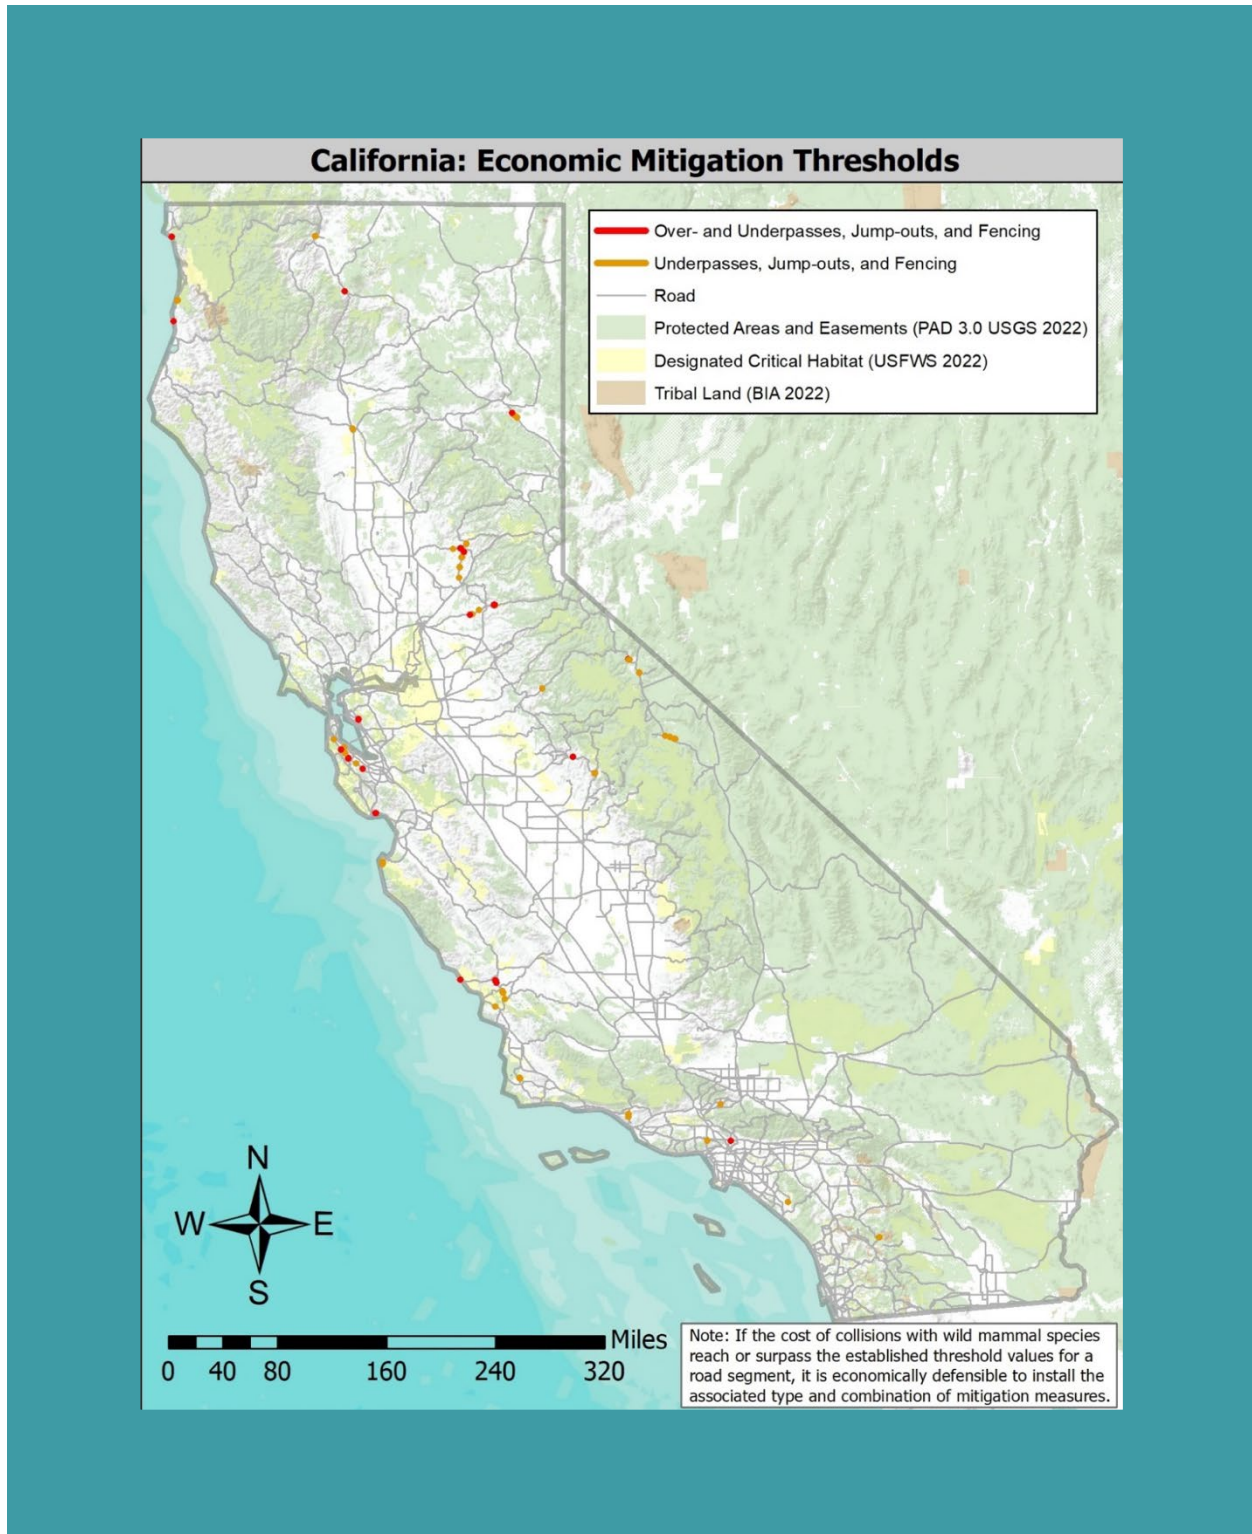 California: Economic Mitigation Thresholds
Over- and Underpasses, Jump-outs, and Fencing
Underpasses, Jump-outs, and Fencing
Road
Protected Areas and Easements (PAD 3.0 USGS 2022)
Designated Critical Habitat (USFWS 2022)
Tribal Land (BIA 2022)
N
W E
S
Miles
0 40 80 160 240 320
Note: If the cost of collisions with wild mammal species
reach or surpass the established threshold values for a
road segment, it is economically defensible to install the
associated type and combination of mitigation measures.